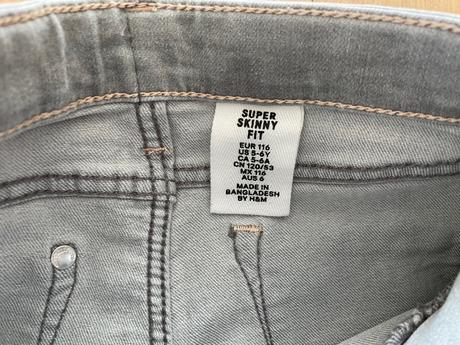 SUPER
SKINNY
FIT
EUR 116
US 5-6Y
CA 5-6A
CN 120/53
MX 116
AUS 6
MADE IN
BANGLADESH
BY H&M